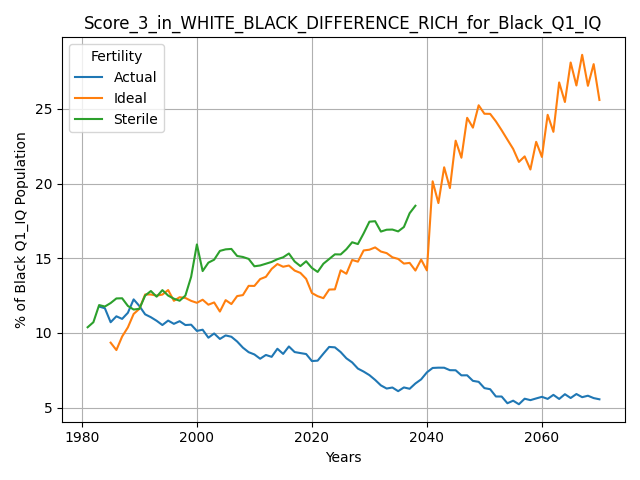 Score_3_in_WHITE_BLACK_DIFFERENCE_RICH_for_Black_Q1_IQ
Fertility
Actual
Ideal
Sterile
% of Black Q1_IQ Population
25
20
15
10
5
1980 2000 2020 2040 2060
Years